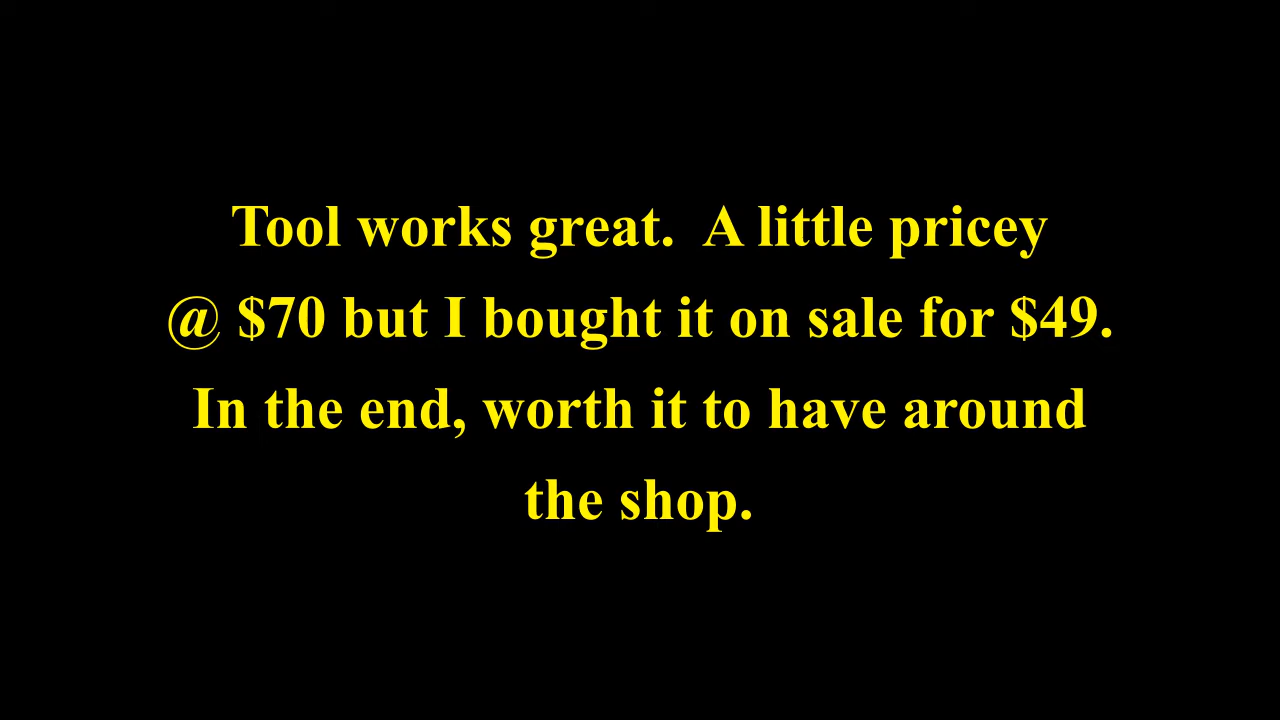 Tool works great.  A little pricey
@ $70 but I bought it on sale for $49.
In the end, worth it to have around
the shop.